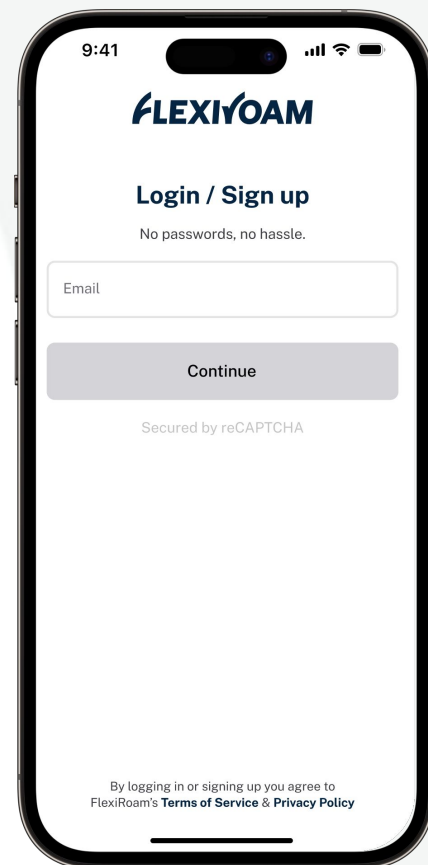 9:41
FLEXIROAM
Login / Sign up
No passwords, no hassle.
Email
Continue
Secured by reCAPTCHA
By logging in or signing up you agree to
FlexiRoam's Terms of Service & Privacy Policy